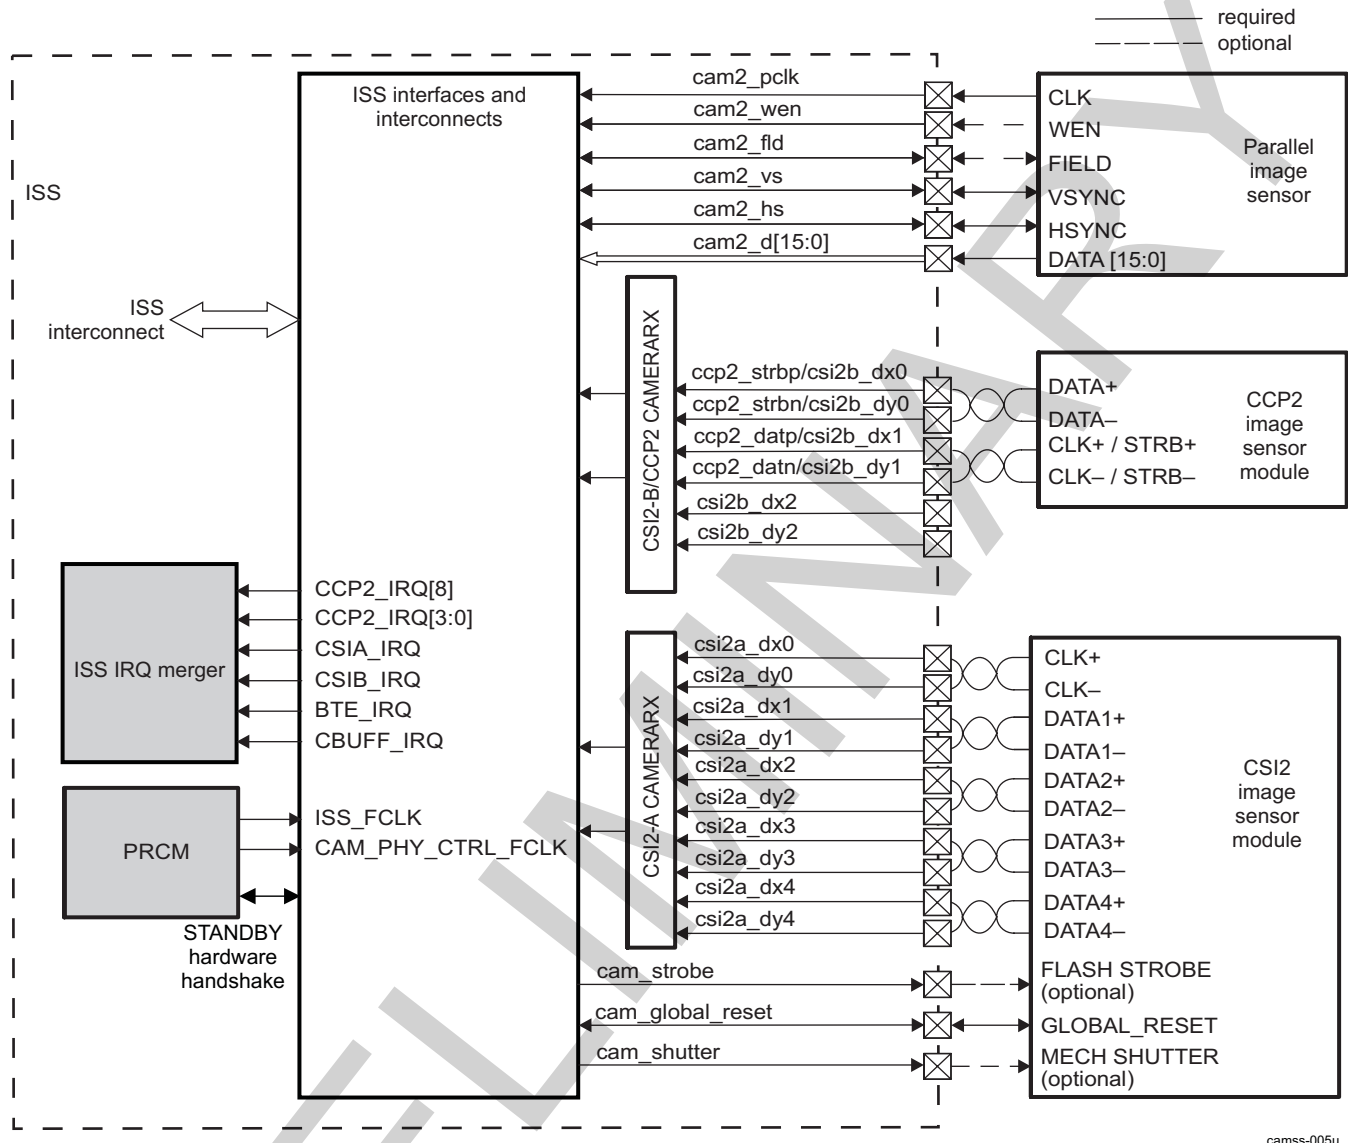 required
optional
cam2_pclk
cam2_wen
cam2_fld
cam2_vs
cam2_hs
cam2_d[15:0]
ISS interfaces and
interconnects
CLK
WEN
FIELD
VSYNC
HSYNC
DATA [15:0]
Parallel
image
sensor
ISS
ISS
interconnect
CSI2-B/CCP2 CAMERARX
ccp2_strbp/csi2b_dx0
ccp2_strbn/csi2b_dy0
ccp2_datp/csi2b_dx1
ccp2_datn/csi2b_dy1
csi2b_dx2
csi2b_dy2
DATA+
DATA–
CLK+ / STRB+
CLK– / STRB–
CCP2
image
sensor
module
ISS IRQ merger
CCP2_IRQ[8]
CCP2_IRQ[3:0]
CSIA_IRQ
CSIB_IRQ
BTE_IRQ
CBUFF_IRQ
PRCM
ISS_FCLK
CAM_PHY_CTRL_FCLK
STANDBY
hardware
handshake
CSI2-A CAMERARX
csi2a_dx0
csi2a_dy0
csi2a_dx1
csi2a_dy1
csi2a_dx2
csi2a_dy2
csi2a_dx3
csi2a_dy3
csi2a_dx4
csi2a_dy4
CLK+
CLK–
DATA1+
DATA1–
DATA2+
DATA2–
DATA3+
DATA3–
DATA4+
DATA4–
CSI2
image
sensor
module
cam_strobe
cam_global_reset
cam_shutter
FLASH STROBE
(optional)
GLOBAL_RESET
MECH SHUTTER
(optional)
camss-005u
ELIMINARY